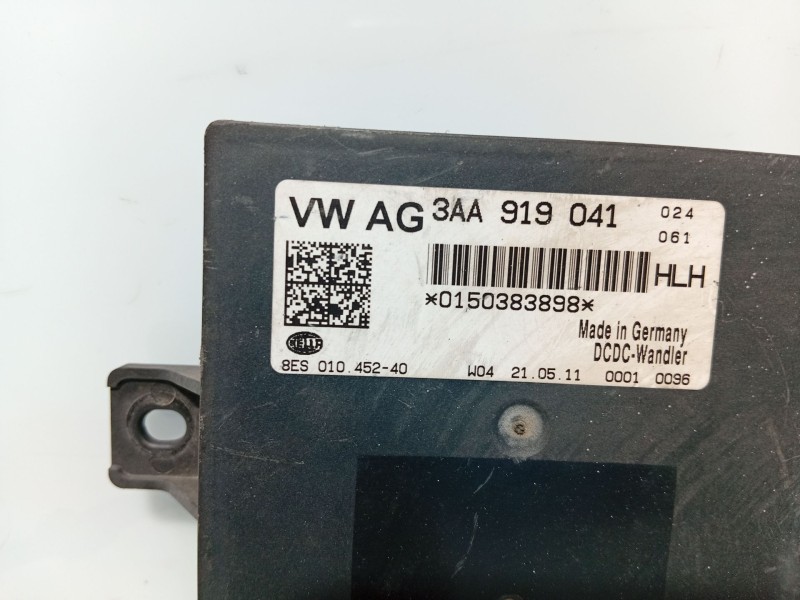 VW AG 3AA 919 041 024
061
HLH
*0150383898*
Made in Germany
DCDC-Wandler
HELLA
8ES 010.452-40 W04 21.05.11 0001 0096